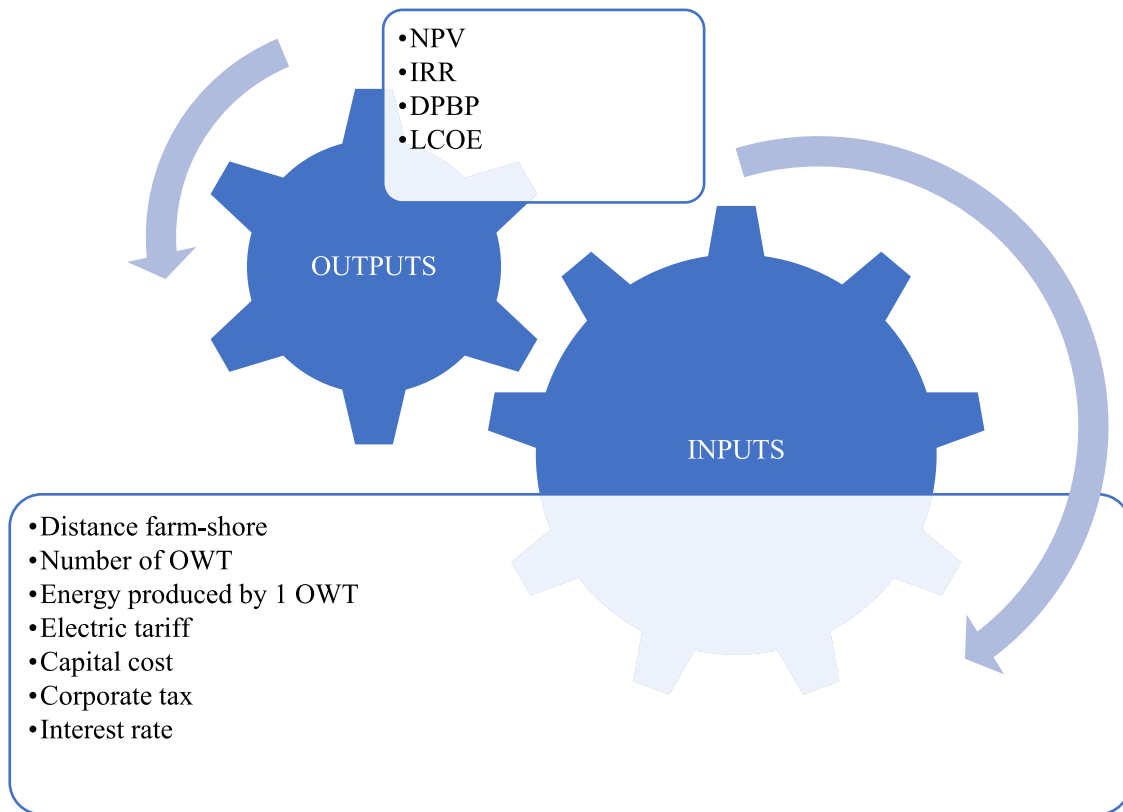 •NPV
•IRR
•DPBP
•LCOE
OUTPUTS
INPUTS
•Distance farm-shore
•Number of OWT
•Energy produced by 1 OWT
•Electric tariff
•Capital cost
•Corporate tax
•Interest rate